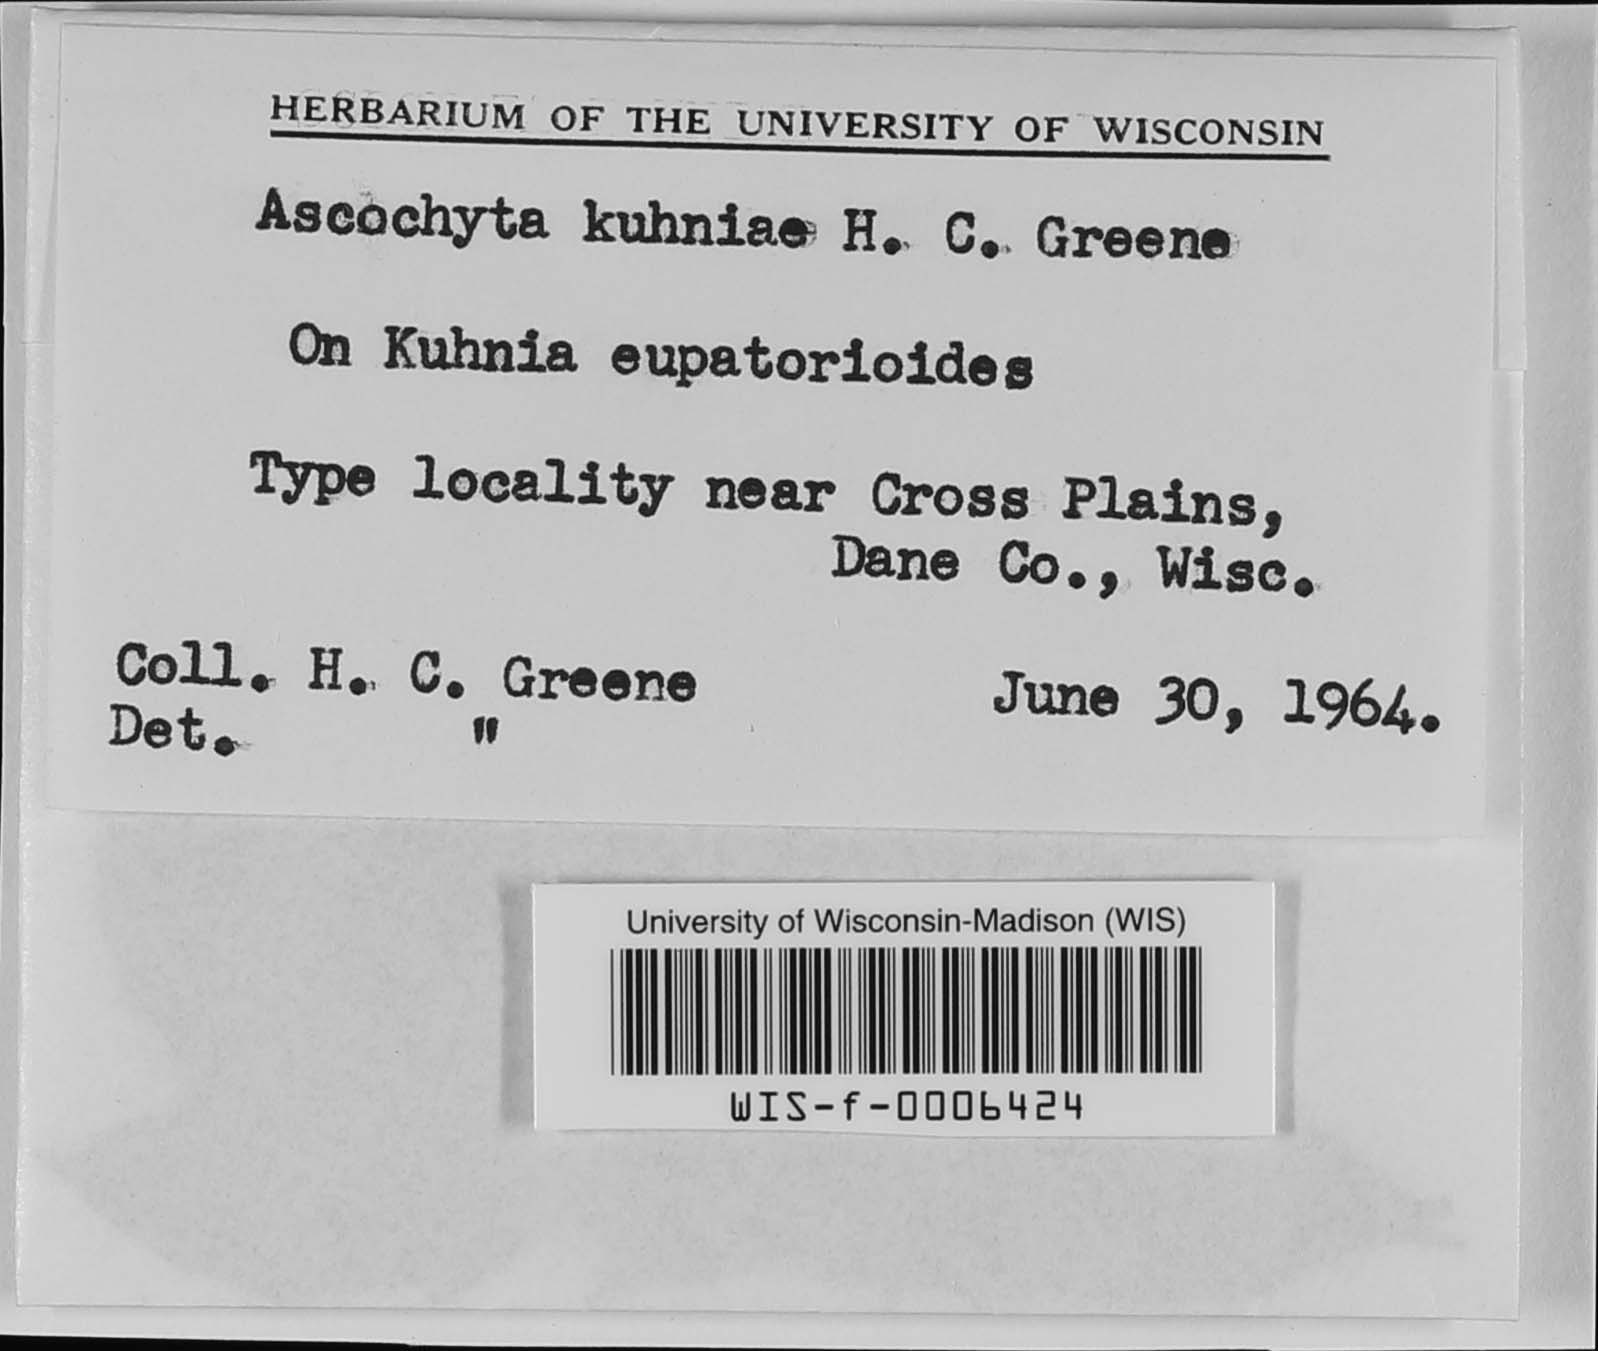 HERBARIUM OF THE UNIVERSITY OF WISCONSIN
Ascochyta kuhniae H. C. Greene
On Kuhnia eupatorioides
Type locality near Cross Plains,
Dane Co., Wisc.
Coll. H. C. Greene June 30, 1964.
Det. "
University of Wisconsin-Madison (WIS)
WIS-f-0006424